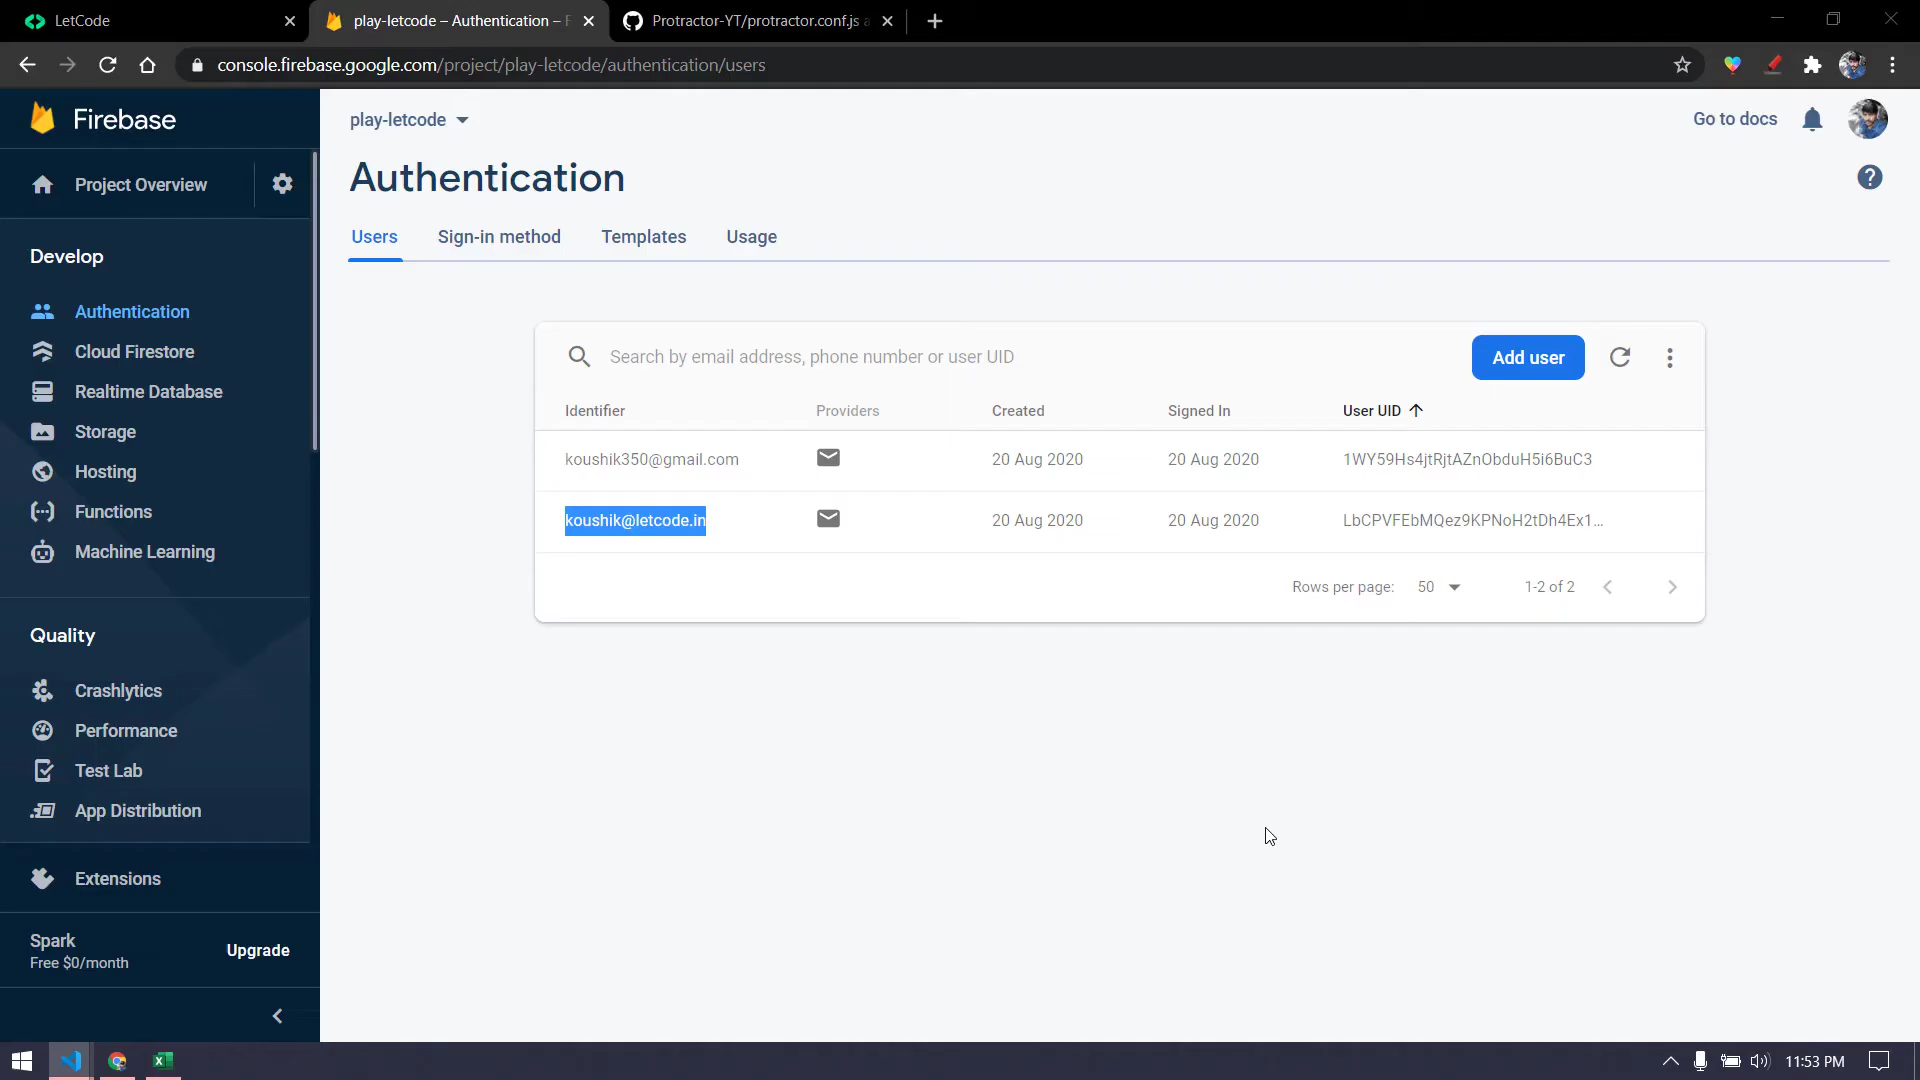 LetCode
play-letcode – Authentication – F
Protractor-YT/protractor.conf.js a
console.firebase.google.com/project/play-letcode/authentication/users
Firebase
play-letcode
Go to docs
Project Overview
Authentication
Users
Sign-in method
Templates
Usage
Develop
Authentication
Cloud Firestore
Realtime Database
Storage
Hosting
Functions
Machine Learning
Search by email address, phone number or user UID
Add user
Identifier
Providers
Created
Signed In
User UID
koustik350@gmail.com
20 Aug 2020
20 Aug 2020
1WY59Hs4jtRjtAZnObduH5i6BuC3
koushik@letcode.in
20 Aug 2020
20 Aug 2020
LbCPVFEbMQez9KPNoH2tDh4Ex1...
Rows per page:
50
1-2 of 2
Quality
Crashlytics
Performance
Test Lab
App Distribution
Extensions
Spark
Free $0/month
Upgrade
11:53 PM